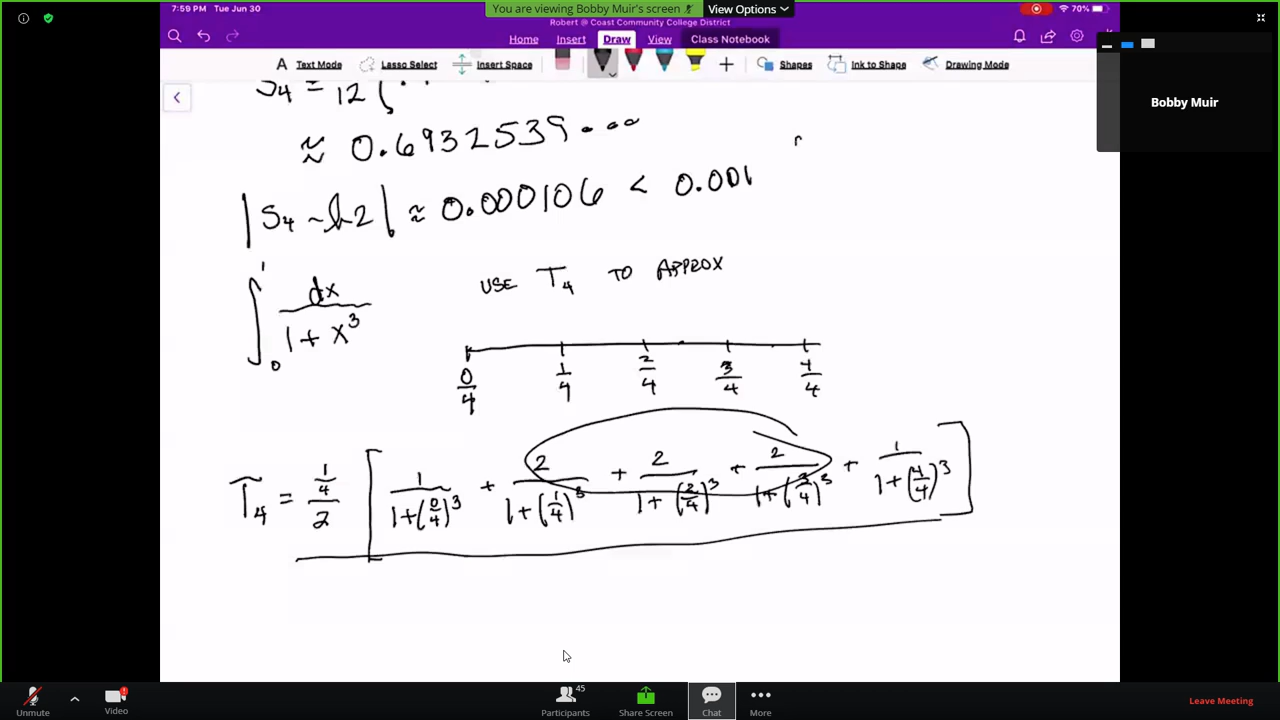 7:59 PM Tue Jun 30
You are viewing Bobby Muir's screen
View Options
70%
Robert @ Coast Community College District
Home Insert Draw View Class Notebook
Text Mode Lasso Select Insert Space Shapes Ink to Shape Drawing Mode
Bobby Muir
S₄ = 12 [
≈ 0.6932539...
|S₄ - ln2| ≈ 0.000106 < 0.001
∫₀¹ dx/(1 + x³) USE T₄ TO APPROX
0/4 1/4 2/4 3/4 4/4
T₄ = (1/4)/2 [ 1/(1+(0/4)³) + 2/(1+(1/4)³) + 2/(1+(2/4)³) + 2/(1+(3/4)³) + 1/(1+(4/4)³) ]
Unmute Video Participants 45 Share Screen Chat More Leave Meeting